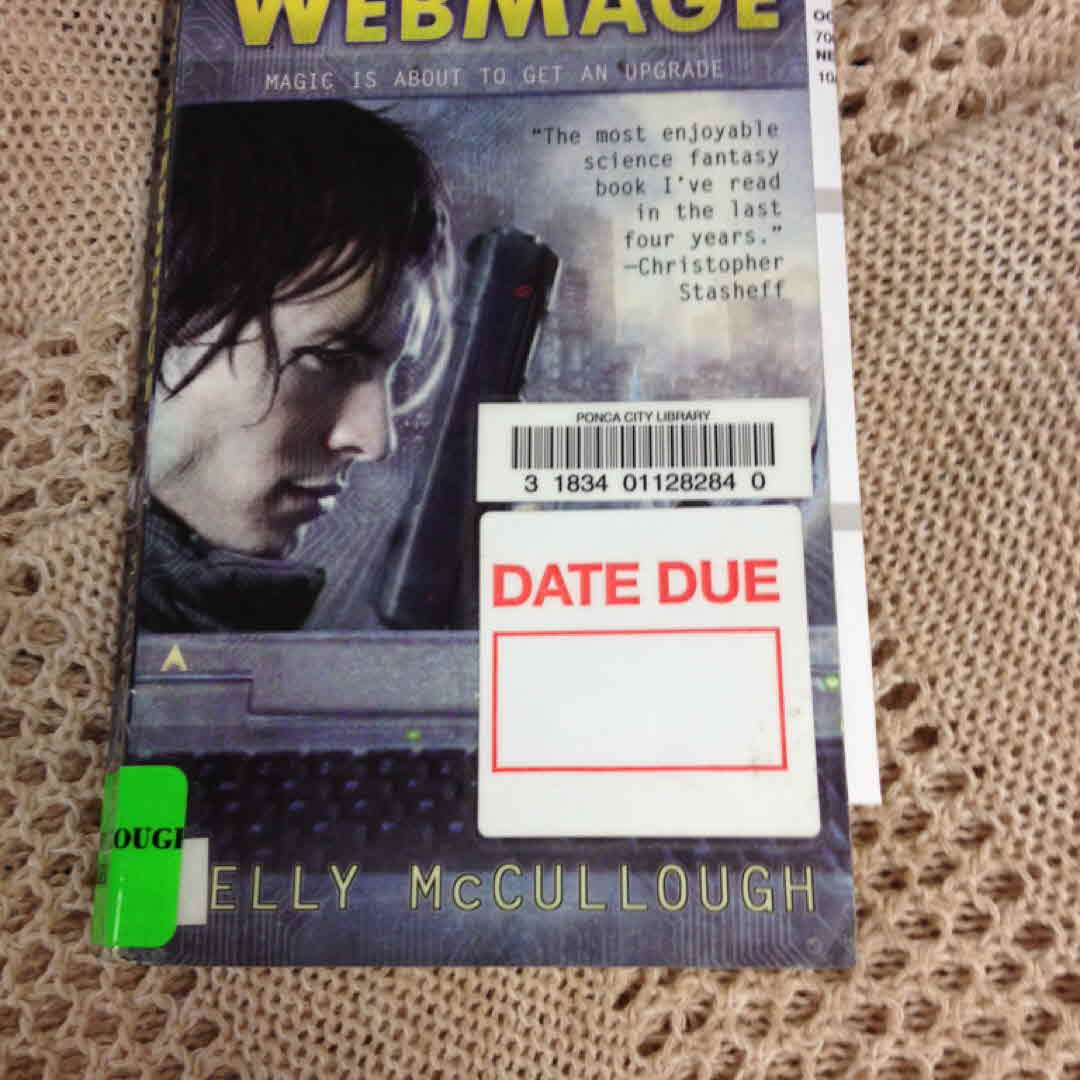 WEBMAGE
MAGIC IS ABOUT TO GET AN UPGRADE
"The most enjoyable
science fantasy
book I've read
in the last
four years."
—Christopher
Stasheff
PONCA CITY LIBRARY
3 1834 01128284 0
DATE DUE
OUGH
ELLY MCCULLOUGH